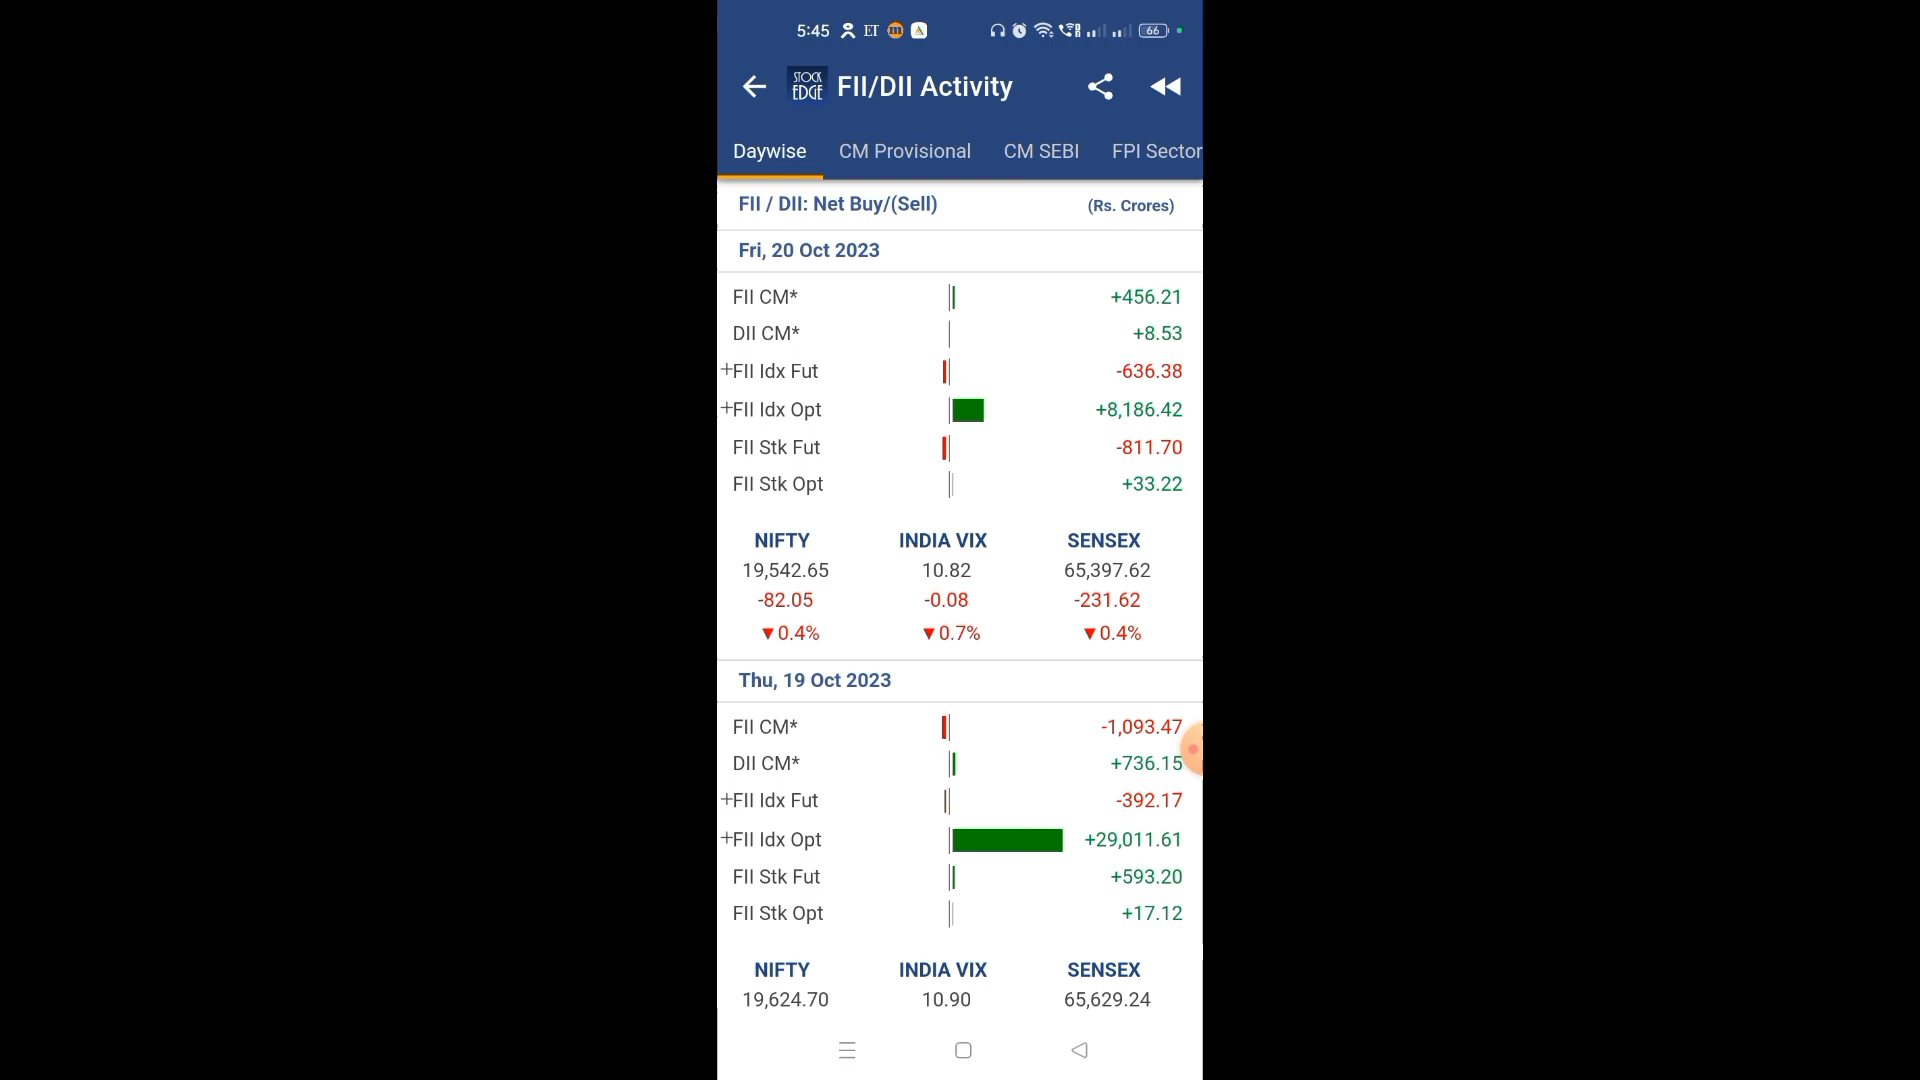 5:45 ET m 66
STOCK EDGE FII/DII Activity
Daywise CM Provisional CM SEBI FPI Sector
FII / DII: Net Buy/(Sell) (Rs. Crores)
Fri, 20 Oct 2023
FII CM* +456.21
DII CM* +8.53
+FII Idx Fut -636.38
+FII Idx Opt +8,186.42
FII Stk Fut -811.70
FII Stk Opt +33.22
NIFTY INDIA VIX SENSEX
19,542.65 10.82 65,397.62
-82.05 -0.08 -231.62
▼0.4% ▼0.7% ▼0.4%
Thu, 19 Oct 2023
FII CM* -1,093.47
DII CM* +736.15
+FII Idx Fut -392.17
+FII Idx Opt +29,011.61
FII Stk Fut +593.20
FII Stk Opt +17.12
NIFTY INDIA VIX SENSEX
19,624.70 10.90 65,629.24